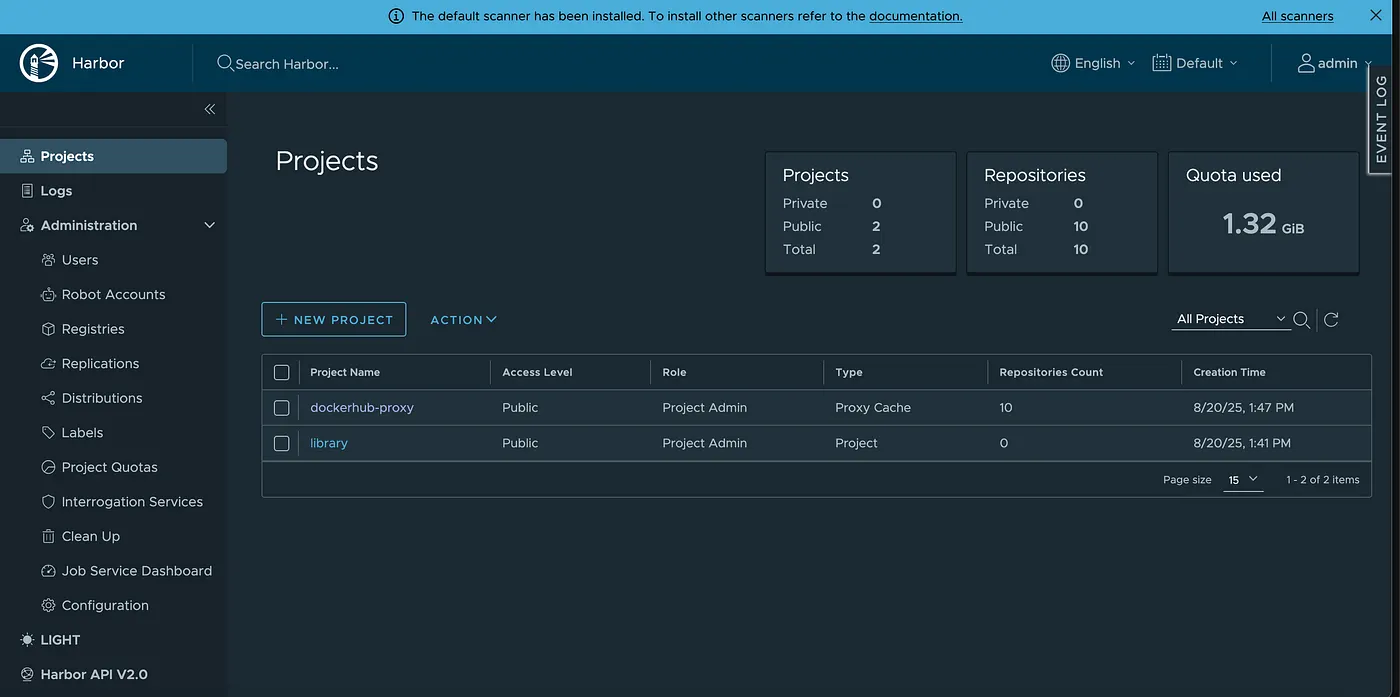 The default scanner has been installed. To install other scanners refer to the documentation. All scanners
Harbor Search Harbor... English Default admin
EVENT LOG
Projects
Logs
Administration
Users
Robot Accounts
Registries
Replications
Distributions
Labels
Project Quotas
Interrogation Services
Clean Up
Job Service Dashboard
Configuration
LIGHT
Harbor API V2.0
Projects
Projects
Private 0
Public 2
Total 2
Repositories
Private 0
Public 10
Total 10
Quota used
1.32 GiB
NEW PROJECT ACTION All Projects
Project Name Access Level Role Type Repositories Count Creation Time
dockerhub-proxy Public Project Admin Proxy Cache 10 8/20/25, 1:47 PM
library Public Project Admin Project 0 8/20/25, 1:41 PM
Page size 15 1 - 2 of 2 items